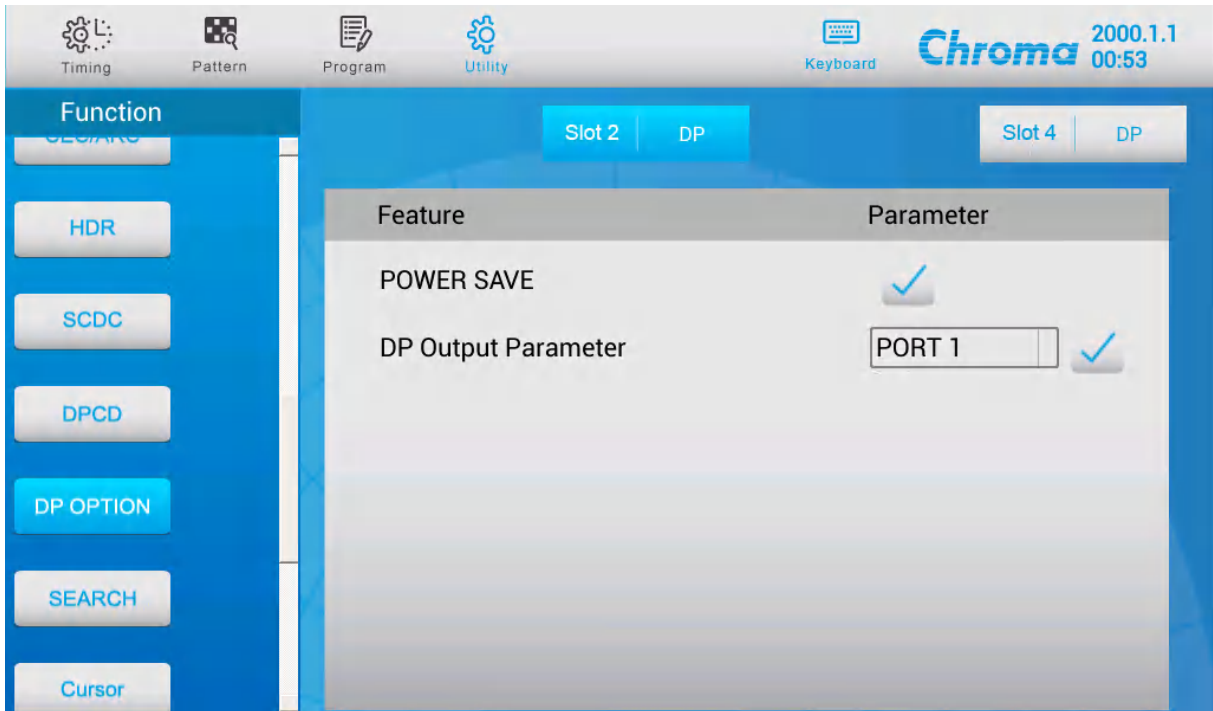 Timing
Pattern
Program
Utility
Keyboard
Chroma
2000.1.1
00:53
Function
Slot 2 DP
Slot 4 DP
HDR
SCDC
DPCD
DP OPTION
SEARCH
Cursor
Feature Parameter
POWER SAVE
DP Output Parameter PORT 1